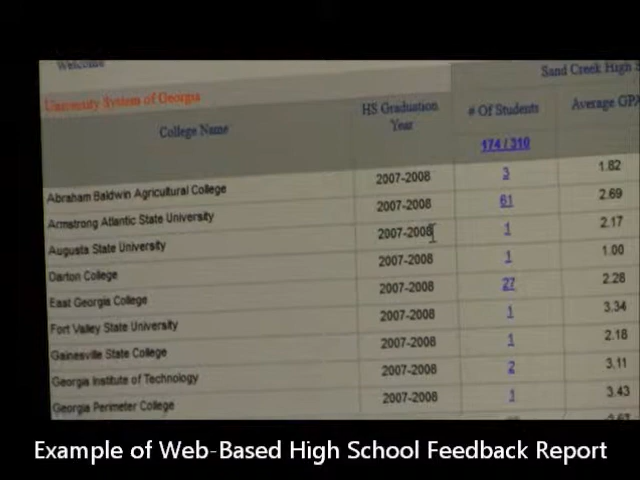 Welcome
Sand Creek High S
University System of Georgia
College Name
HS Graduation Year
# Of Students
Average GPA
174 / 310
Abraham Baldwin Agricultural College 2007-2008 3 1.82
Armstrong Atlantic State University 2007-2008 61 2.69
Augusta State University 2007-2008 1 2.17
Darton College 2007-2008 1 1.00
East Georgia College 2007-2008 27 2.28
Fort Valley State University 2007-2008 1 3.34
Gainesville State College 2007-2008 1 2.18
Georgia Institute of Technology 2007-2008 2 3.11
Georgia Perimeter College 2007-2008 1 3.43
Example of Web-Based High School Feedback Report